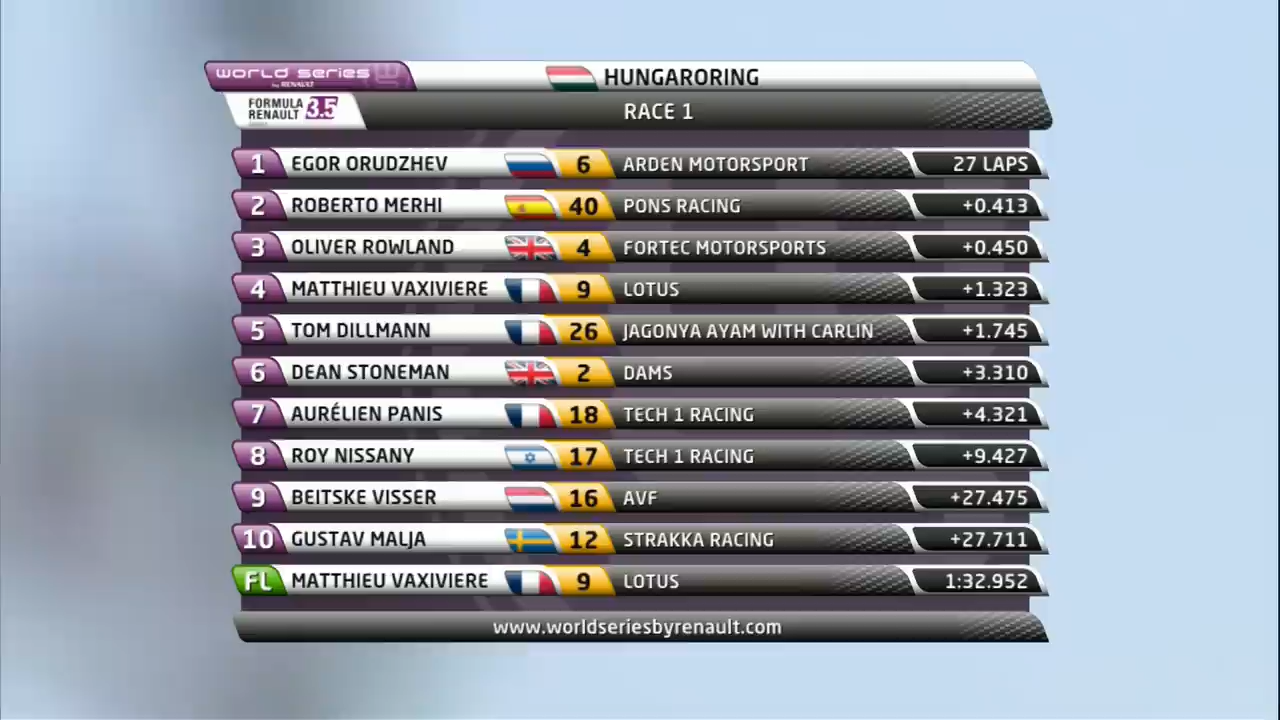 world series
by RENAULT
HUNGARORING
FORMULA RENAULT 3.5
RACE 1
1 EGOR ORUDZHEV 6 ARDEN MOTORSPORT 27 LAPS
2 ROBERTO MERHI 40 PONS RACING +0.413
3 OLIVER ROWLAND 4 FORTEC MOTORSPORTS +0.450
4 MATTHIEU VAXIVIERE 9 LOTUS +1.323
5 TOM DILLMANN 26 JAGONYA AYAM WITH CARLIN +1.745
6 DEAN STONEMAN 2 DAMS +3.310
7 AURÉLIEN PANIS 18 TECH 1 RACING +4.321
8 ROY NISSANY 17 TECH 1 RACING +9.427
9 BEITSKE VISSER 16 AVF +27.475
10 GUSTAV MALJA 12 STRAKKA RACING +27.711
FL MATTHIEU VAXIVIERE 9 LOTUS 1:32.952
www.worldseriesbyrenault.com